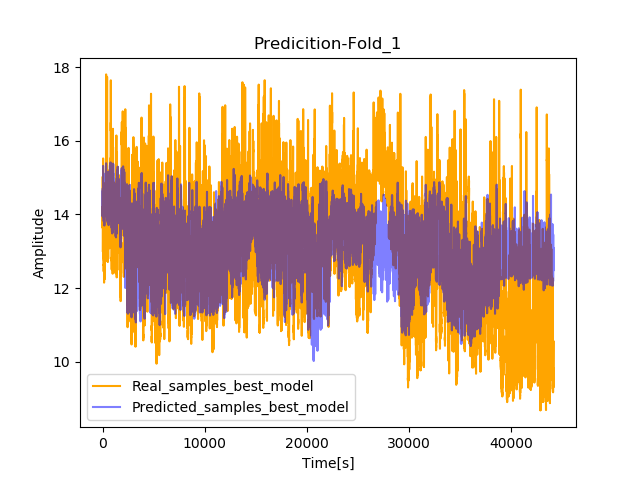 Predicition-Fold_1
18
16
14
12
10
Amplitude
Real_samples_best_model
Predicted_samples_best_model
0 10000 20000 30000 40000
Time[s]